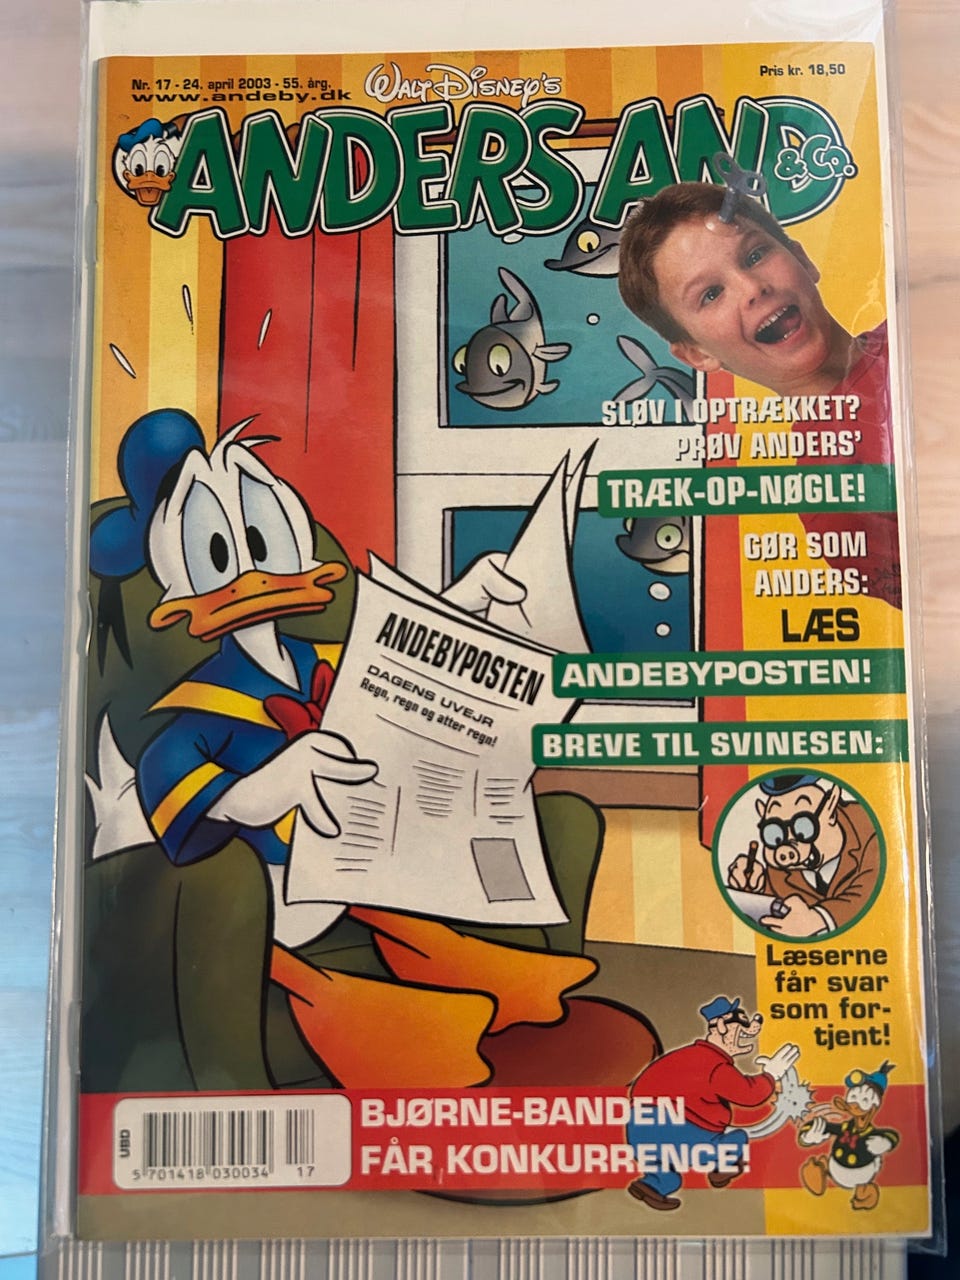 Nr. 17 - 24. april 2003 - 55. årg.
www.andeby.dk
WALT DISNEY'S
Pris kr. 18,50
ANDERS AND
& Co.
SLØV I OPTRÆKKET?
PRØV ANDERS'
TRÆK-OP-NØGLE!
GØR SOM
ANDERS:
LÆS
ANDEBYPOSTEN!
BREVE TIL SVINESEN:
Læserne
får svar
som for-
tjent!
ANDEBYPOSTEN
DAGENS UVEJR
Regn, regn og atter regn!
BJØRNE-BANDEN
FÅR KONKURRENCE!
UBD
5 701418 030034
17